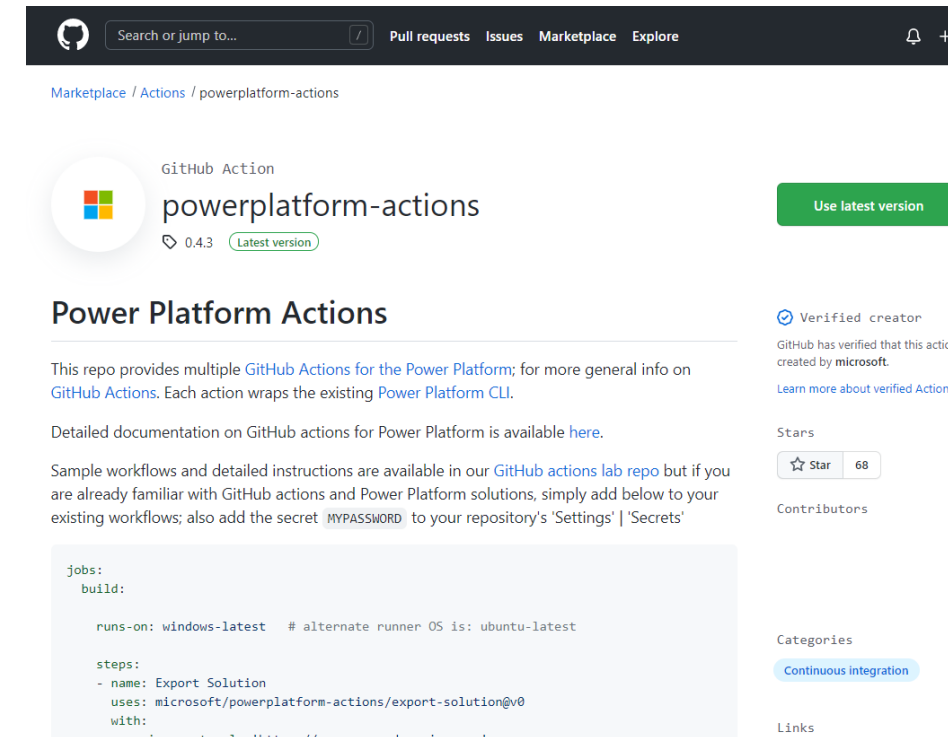 Search or jump to...
/
Pull requests Issues Marketplace Explore
Marketplace / Actions / powerplatform-actions
GitHub Action
powerplatform-actions
0.4.3 Latest version
Use latest version
Power Platform Actions
This repo provides multiple GitHub Actions for the Power Platform; for more general info on
GitHub Actions. Each action wraps the existing Power Platform CLI.
Detailed documentation on GitHub actions for Power Platform is available here.
Sample workflows and detailed instructions are available in our GitHub actions lab repo but if you
are already familiar with GitHub actions and Power Platform solutions, simply add below to your
existing workflows; also add the secret MYPASSWORD to your repository's 'Settings' | 'Secrets'
jobs:
build:
runs-on: windows-latest # alternate runner OS is: ubuntu-latest
steps:
- name: Export Solution
uses: microsoft/powerplatform-actions/export-solution@v0
with:
Verified creator
GitHub has verified that this actio
created by microsoft.
Learn more about verified Action
Stars
Star 68
Contributors
Categories
Continuous integration
Links